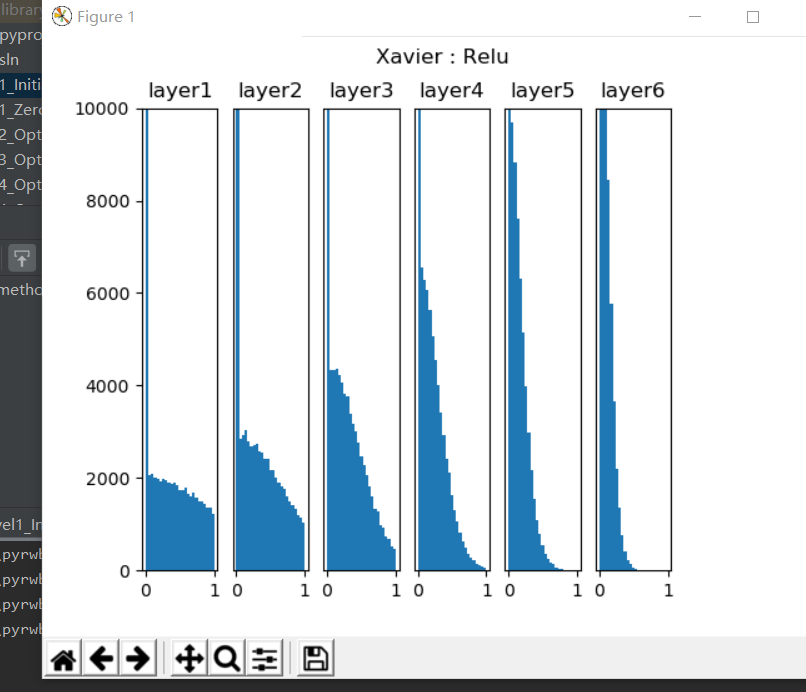 Figure 1
library
pypro
sln
1_Initi
1_Zero
2_Opt
3_Opt
4_Opt
metho
vel1_In
pyrwb
pyrwb
pyrwb
pyrwb
Xavier : Relu
layer1 layer2 layer3 layer4 layer5 layer6
10000
8000
6000
4000
2000
0
0 1 0 1 0 1 0 1 0 1 0 1